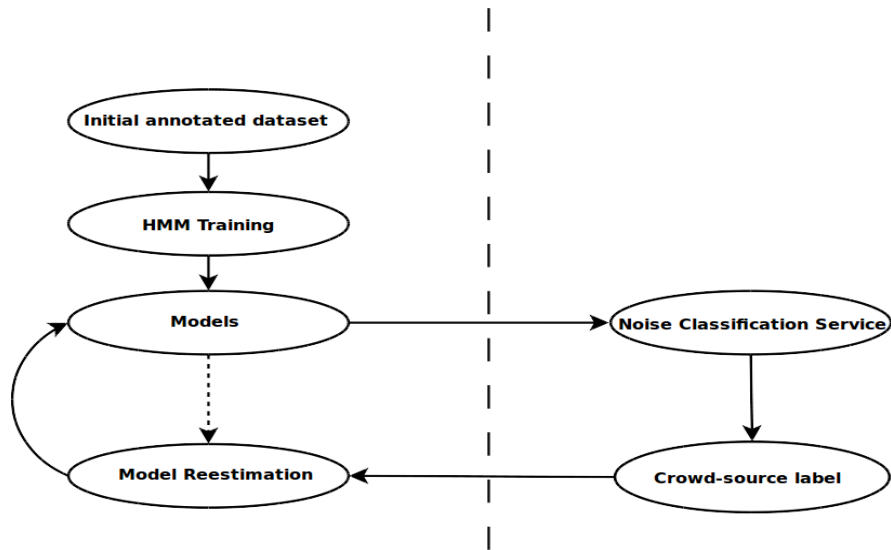 Initial annotated dataset
HMM Training
Models
Noise Classification Service
Model Reestimation
Crowd-source label